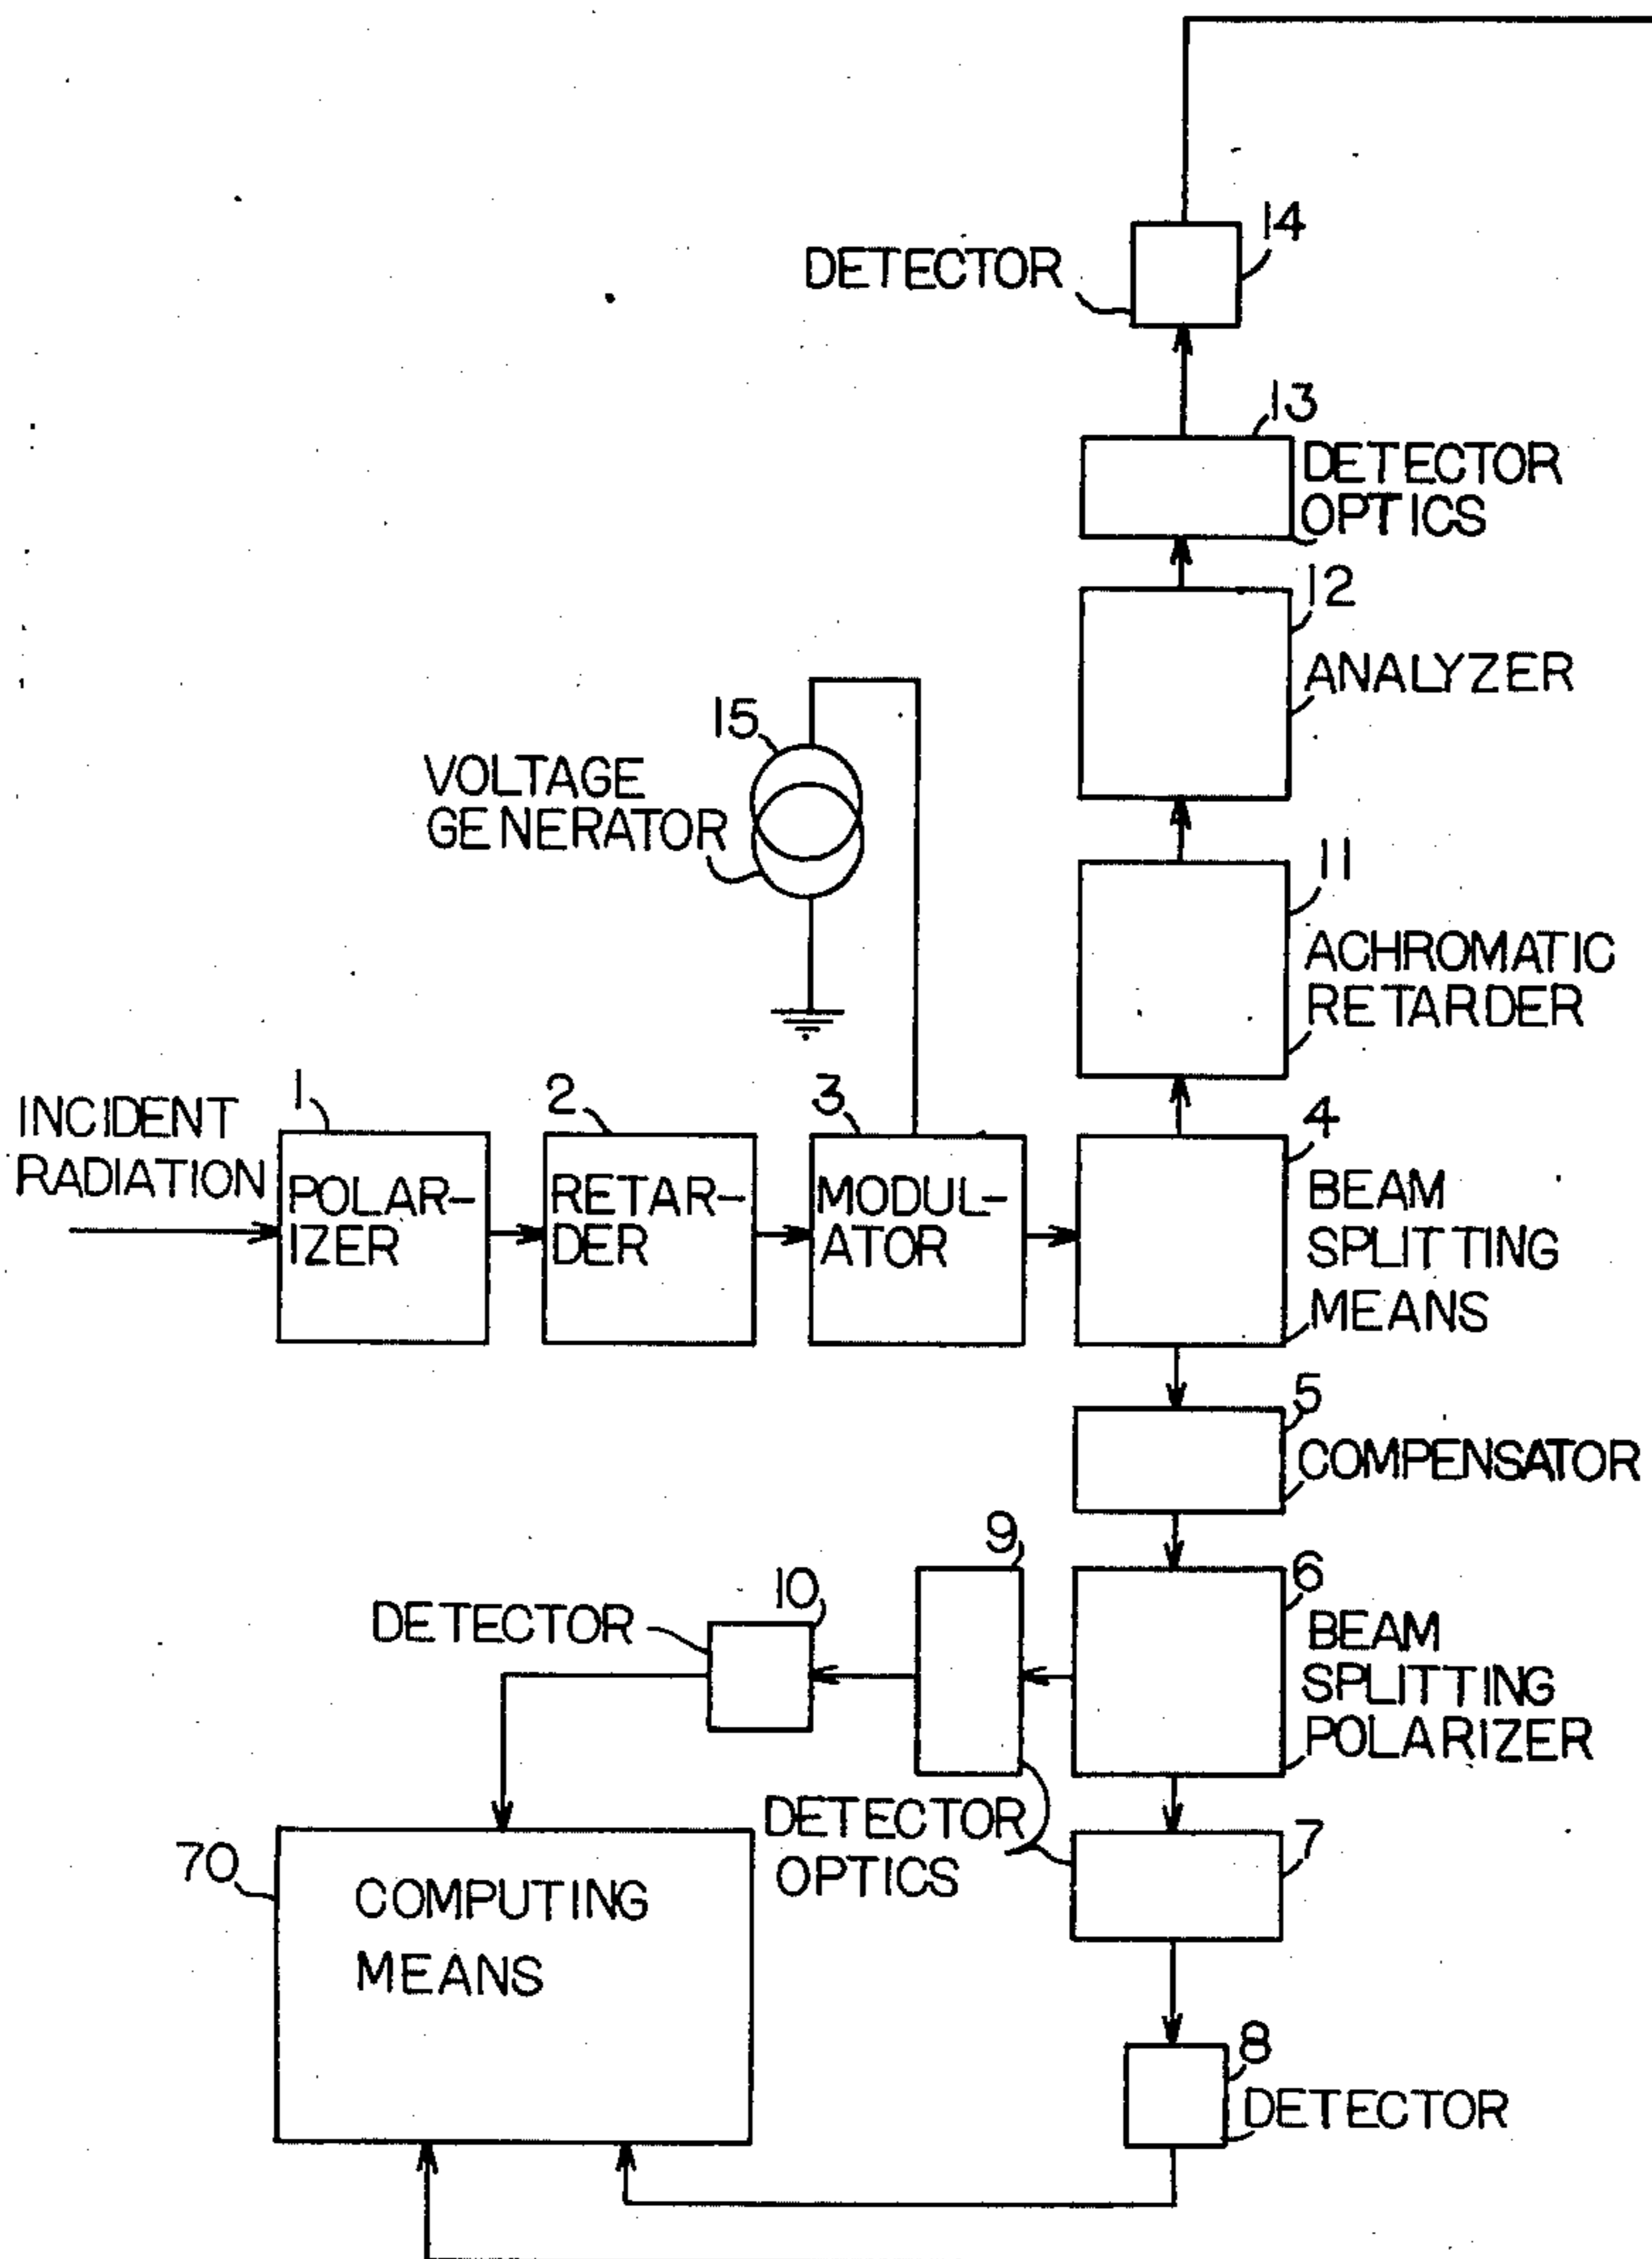 14
DETECTOR
13
DETECTOR
OPTICS
12
ANALYZER
15
VOLTAGE
GENERATOR
11
ACHROMATIC
RETARDER
INCIDENT
RADIATION
1
POLAR-
IZER
2
RETAR-
DER
3
MODUL-
ATOR
4
BEAM
SPLITTING
MEANS
5
COMPENSATOR
9
10
DETECTOR
6
BEAM
SPLITTING
POLARIZER
DETECTOR
OPTICS
7
70
COMPUTING
MEANS
8
DETECTOR